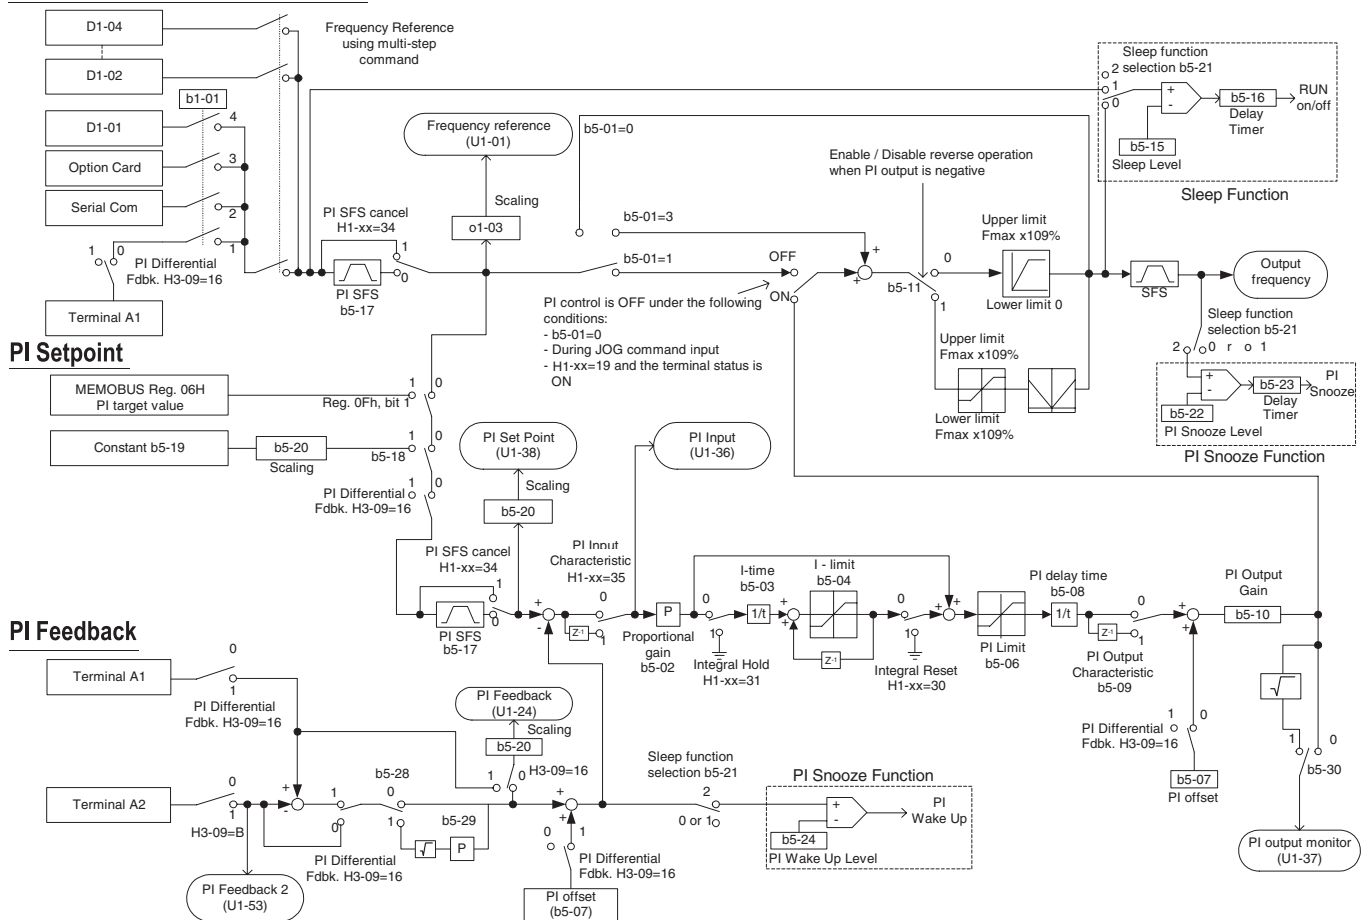 D1-04
D1-02
b1-01
D1-01
4
Option Card
3
Serial Com
2
1
1 0
PI Differential
Fdbk. H3-09=16
Terminal A1
Frequency Reference
using multi-step
command
Frequency reference
(U1-01)
Scaling
o1-03
PI SFS cancel
H1-xx=34
1
0
PI SFS
b5-17
b5-01=0
b5-01=3
b5-01=1
OFF
ON
PI control is OFF under the following
conditions:
- b5-01=0
- During JOG command input
- H1-xx=19 and the terminal status is
ON
Enable / Disable reverse operation
when PI output is negative
+
+
b5-11
0
1
Upper limit
Fmax x109%
Lower limit 0
Upper limit
Fmax x109%
Lower limit
Fmax x109%
Sleep function
selection b5-21
2
1
0
+
-
b5-16
Delay
Timer
RUN
on/off
b5-15
Sleep Level
Sleep Function
SFS
Output
frequency
Sleep function
selection b5-21
2 0 r o 1
+
-
b5-23
Delay
Timer
PI
Snooze
b5-22
PI Snooze Level
PI Snooze Function
PI Setpoint
MEMOBUS Reg. 06H
PI target value
1 0
Reg. 0Fh, bit 1
Constant b5-19
b5-20
Scaling
1 0
b5-18
1 0
PI Differential
Fdbk. H3-09=16
PI Set Point
(U1-38)
Scaling
b5-20
PI Input
(U1-36)
PI SFS cancel
H1-xx=34
1
0
PI SFS
b5-17
+
-
PI Input
Characteristic
H1-xx=35
0
Z-1
1
P
Proportional
gain
b5-02
0
1
Integral Hold
H1-xx=31
I-time
b5-03
1/t
+
+
I - limit
b5-04
Z-1
0
1
Integral Reset
H1-xx=30
+
+
PI Limit
b5-06
PI delay time
b5-08
1/t
0
Z-1
1
PI Output
Characteristic
b5-09
+
+
PI Output
Gain
b5-10
1 0
PI Differential
Fdbk. H3-09=16
b5-07
PI offset
√
1 0
b5-30
PI output monitor
(U1-37)
PI Feedback
Terminal A1
0
1
PI Differential
Fdbk. H3-09=16
Terminal A2
0
1
H3-09=B
PI Feedback 2
(U1-53)
+
-
1
0
PI Differential
Fdbk. H3-09=16
b5-28
0
1
b5-29
√
P
PI Feedback
(U1-24)
Scaling
b5-20
1 0
H3-09=16
+
+
0 1
PI Differential
Fdbk. H3-09=16
PI offset
(b5-07)
Sleep function
selection b5-21
2
0 or 1
PI Snooze Function
+
-
PI
Wake Up
b5-24
PI Wake Up Level